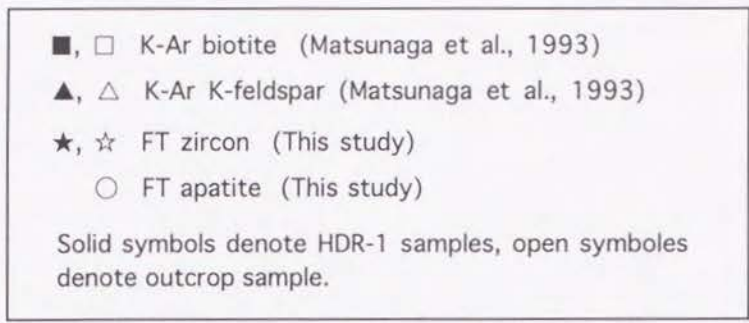 ■, □ K-Ar biotite (Matsunaga et al., 1993)
▲, △ K-Ar K-feldspar (Matsunaga et al., 1993)
★, ☆ FT zircon (This study)
○ FT apatite (This study)
Solid symbols denote HDR-1 samples, open symboles
denote outcrop sample.